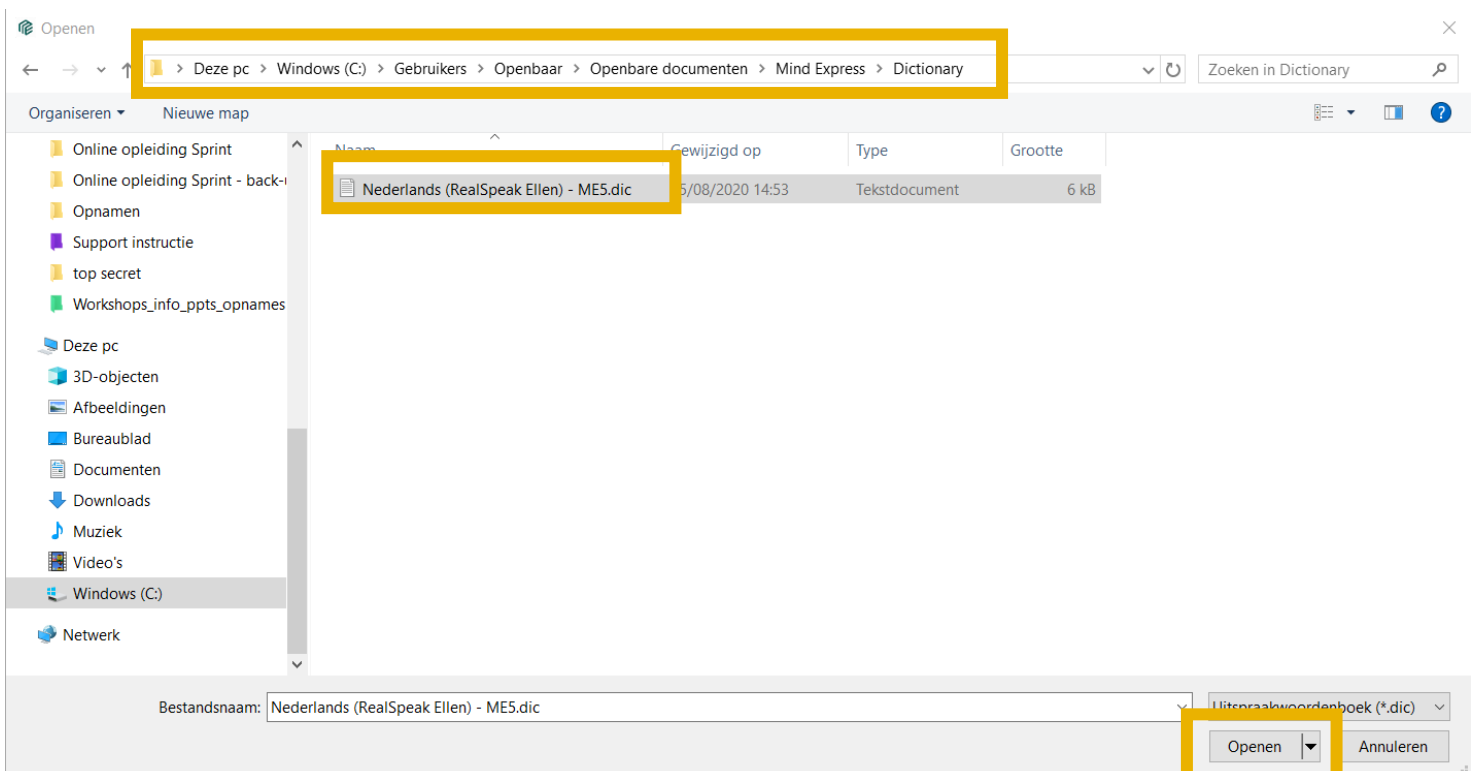 Openen
Deze pc > Windows (C:) > Gebruikers > Openbaar > Openbare documenten > Mind Express > Dictionary
Zoeken in Dictionary
Organiseren
Nieuwe map
Online opleiding Sprint
Online opleiding Sprint - back-
Opnamen
Support instructie
top secret
Workshops_info_ppts_opnames
Deze pc
3D-objecten
Afbeeldingen
Bureaublad
Documenten
Downloads
Muziek
Video's
Windows (C:)
Netwerk
Naam Gewijzigd op Type Grootte
Nederlands (RealSpeak Ellen) - ME5.dic 5/08/2020 14:53 Tekstdocument 6 kB
Bestandsnaam: Nederlands (RealSpeak Ellen) - ME5.dic
Uitspraakwoordenboek (*.dic)
Openen Annuleren